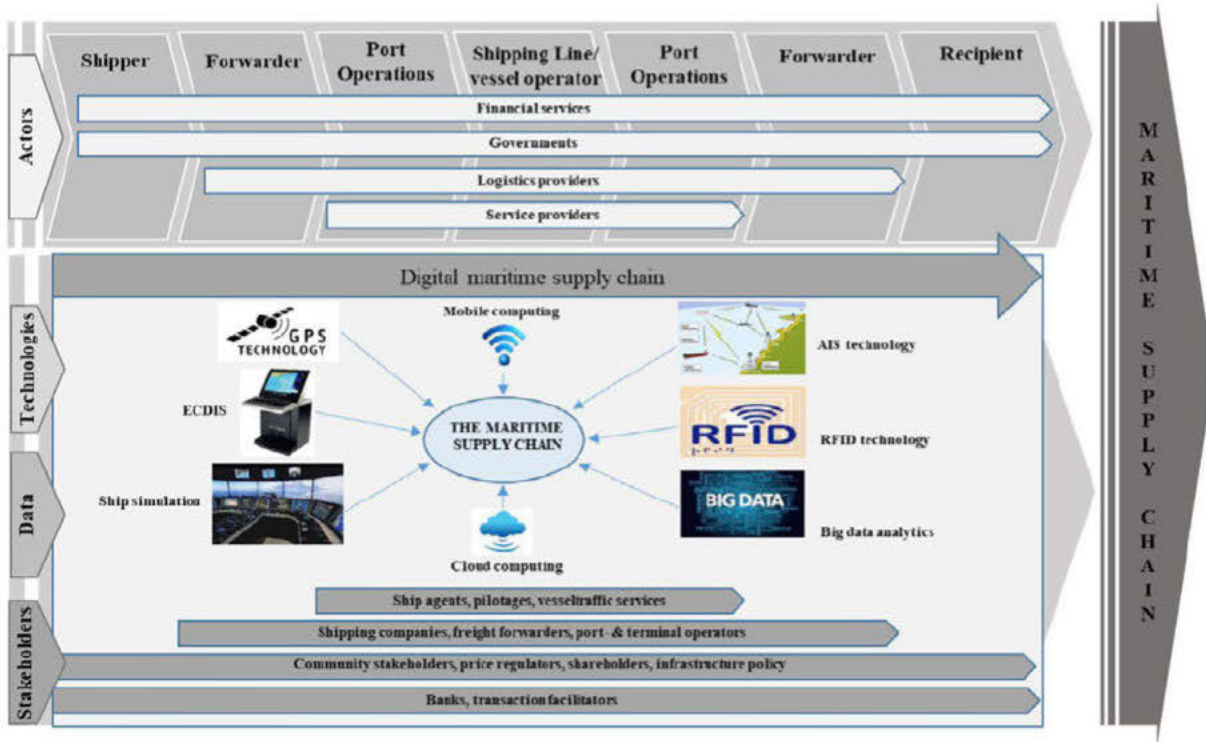 Actors
Shipper
Forwarder
Port
Operations
Shipping Line/
vessel operator
Port
Operations
Forwarder
Recipient
Financial services
Governments
Logistics providers
Service providers
Digital maritime supply chain
Technologies
Data
Stakeholders
GPS
TECHNOLOGY
Mobile computing
AIS technology
ECDIS
THE MARITIME
SUPPLY CHAIN
RFID
RFID technology
Ship simulation
BIG DATA
Big data analytics
Cloud computing
Ship agents, pilotages, vesseltraffic services
Shipping companies, freight forwarders, port- & terminal operators
Community stakeholders, price regulators, shareholders, infrastructure policy
Banks, transaction facilitators
MARITIME SUPPLY CHAIN